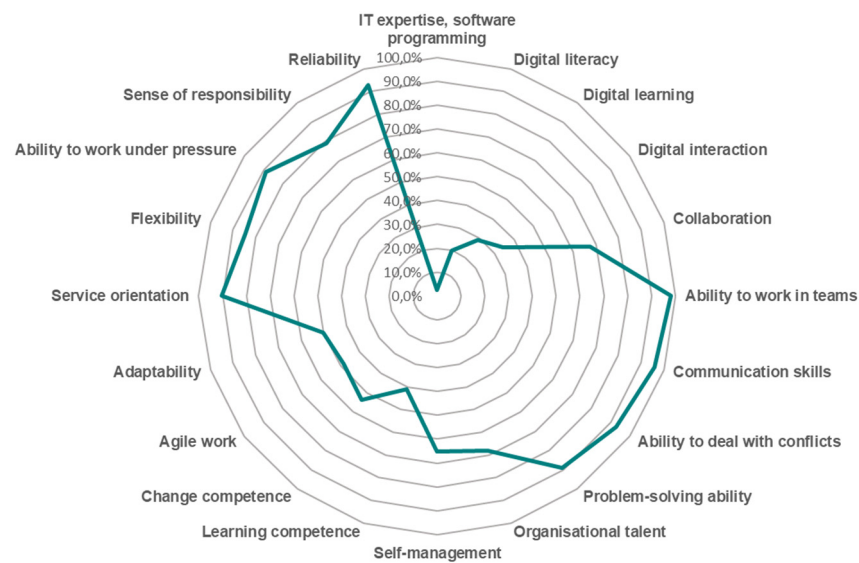 IT expertise, software
programming
Digital literacy
Digital learning
Digital interaction
Collaboration
Ability to work in teams
Communication skills
Ability to deal with conflicts
Problem-solving ability
Organisational talent
Self-management
Learning competence
Change competence
Agile work
Adaptability
Service orientation
Flexibility
Ability to work under pressure
Sense of responsibility
Reliability
100,0%
90,0%
80,0%
70,0%
60,0%
50,0%
40,0%
30,0%
20,0%
10,0%
0,0%